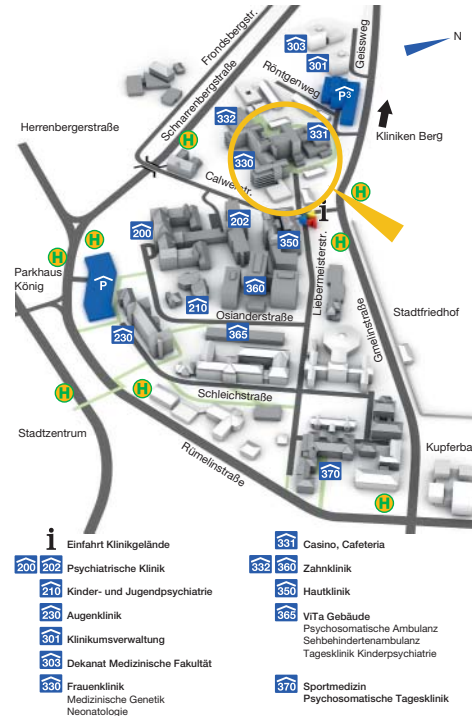 Frondsbergstr.
303
Geissweg
N
301
Röntgenweg
P3
Schnarrenbergstraße
332
331
Kliniken Berg
Herrenbergerstraße
H
330
Calwerstr.
H
i
202
H
200
350
H
H
Liebermeisterstr.
Parkhaus
König
P
210
360
Gmelinstraße
Osianderstraße
Stadtfriedhof
230
365
Schleichstraße
H
H
Stadtzentrum
Rümelinstraße
Kupferba
370
H
i Einfahrt Klinikgelände
200 202 Psychiatrische Klinik
210 Kinder- und Jugendpsychiatrie
230 Augenklinik
301 Klinikumsverwaltung
303 Dekanat Medizinische Fakultät
330 Frauenklinik
Medizinische Genetik
Neonatologie
331 Casino, Cafeteria
332 360 Zahnklinik
350 Hautklinik
365 ViTa Gebäude
Psychosomatische Ambulanz
Sehbehindertenambulanz
Tagesklinik Kinderpsychiatrie
370 Sportmedizin
Psychosomatische Tagesklinik